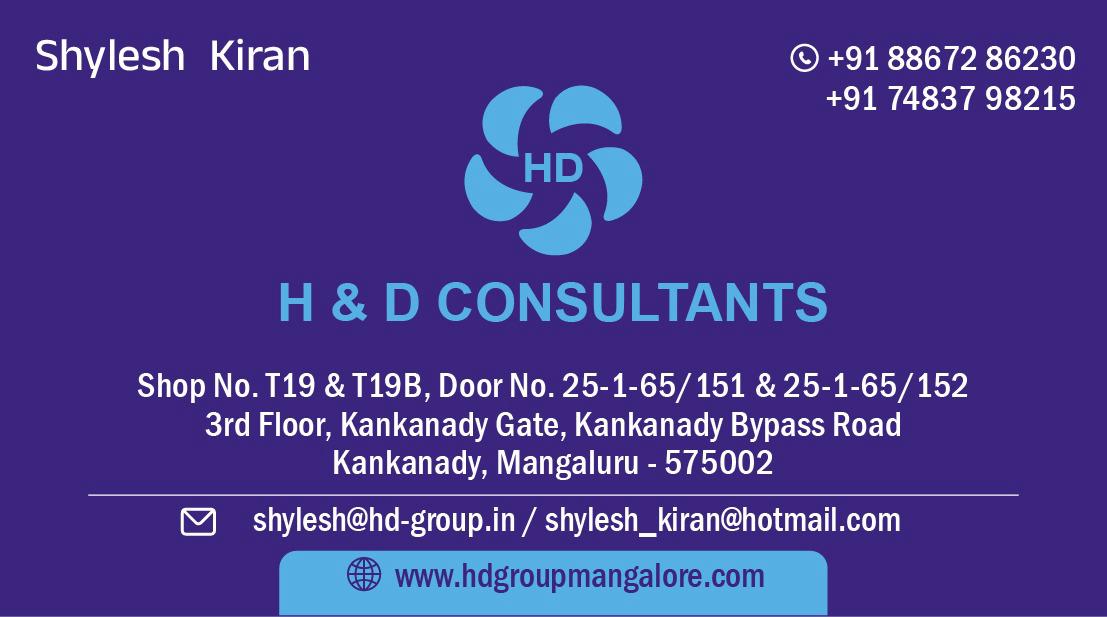 Shylesh Kiran
+91 88672 86230
+91 74837 98215
HD
H & D CONSULTANTS
Shop No. T19 & T19B, Door No. 25-1-65/151 & 25-1-65/152
3rd Floor, Kankanady Gate, Kankanady Bypass Road
Kankanady, Mangaluru - 575002
shylesh@hd-group.in / shylesh_kiran@hotmail.com
www.hdgroupmangalore.com